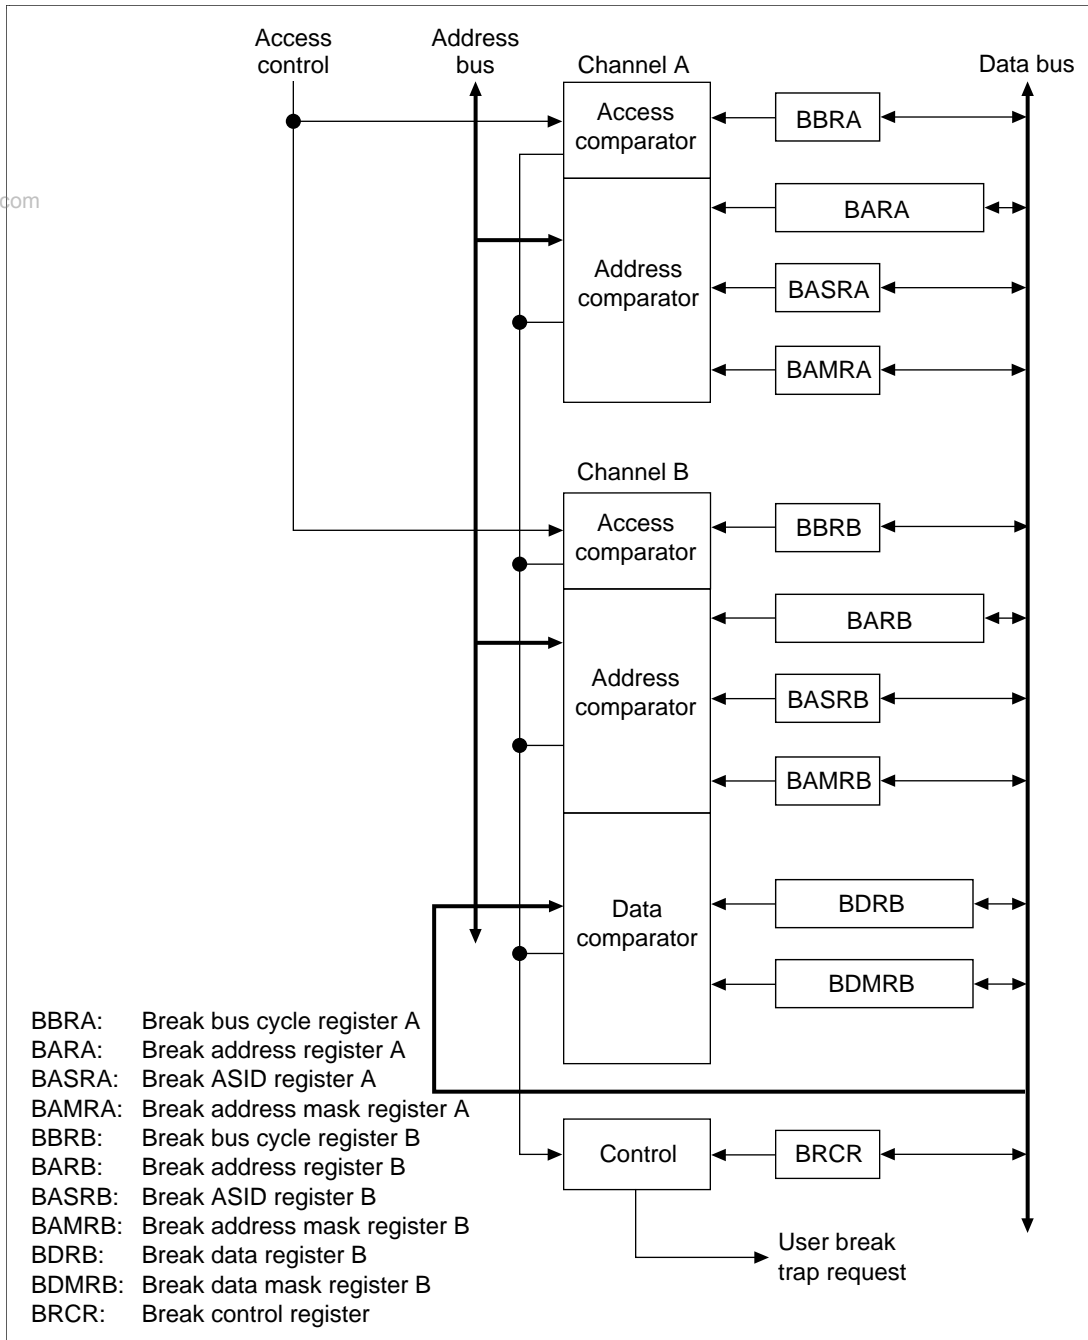 Access
control
Address
bus
Channel A
Data bus
Access
comparator
BBRA
com
BARA
Address
comparator
BASRA
BAMRA
Channel B
Access
comparator
BBRB
BARB
Address
comparator
BASRB
BAMRB
Data
comparator
BDRB
BDMRB
BBRA: Break bus cycle register A
BARA: Break address register A
BASRA: Break ASID register A
BAMRA: Break address mask register A
BBRB: Break bus cycle register B
BARB: Break address register B
BASRB: Break ASID register B
BAMRB: Break address mask register B
BDRB: Break data register B
BDMRB: Break data mask register B
BRCR: Break control register
Control
BRCR
User break
trap request